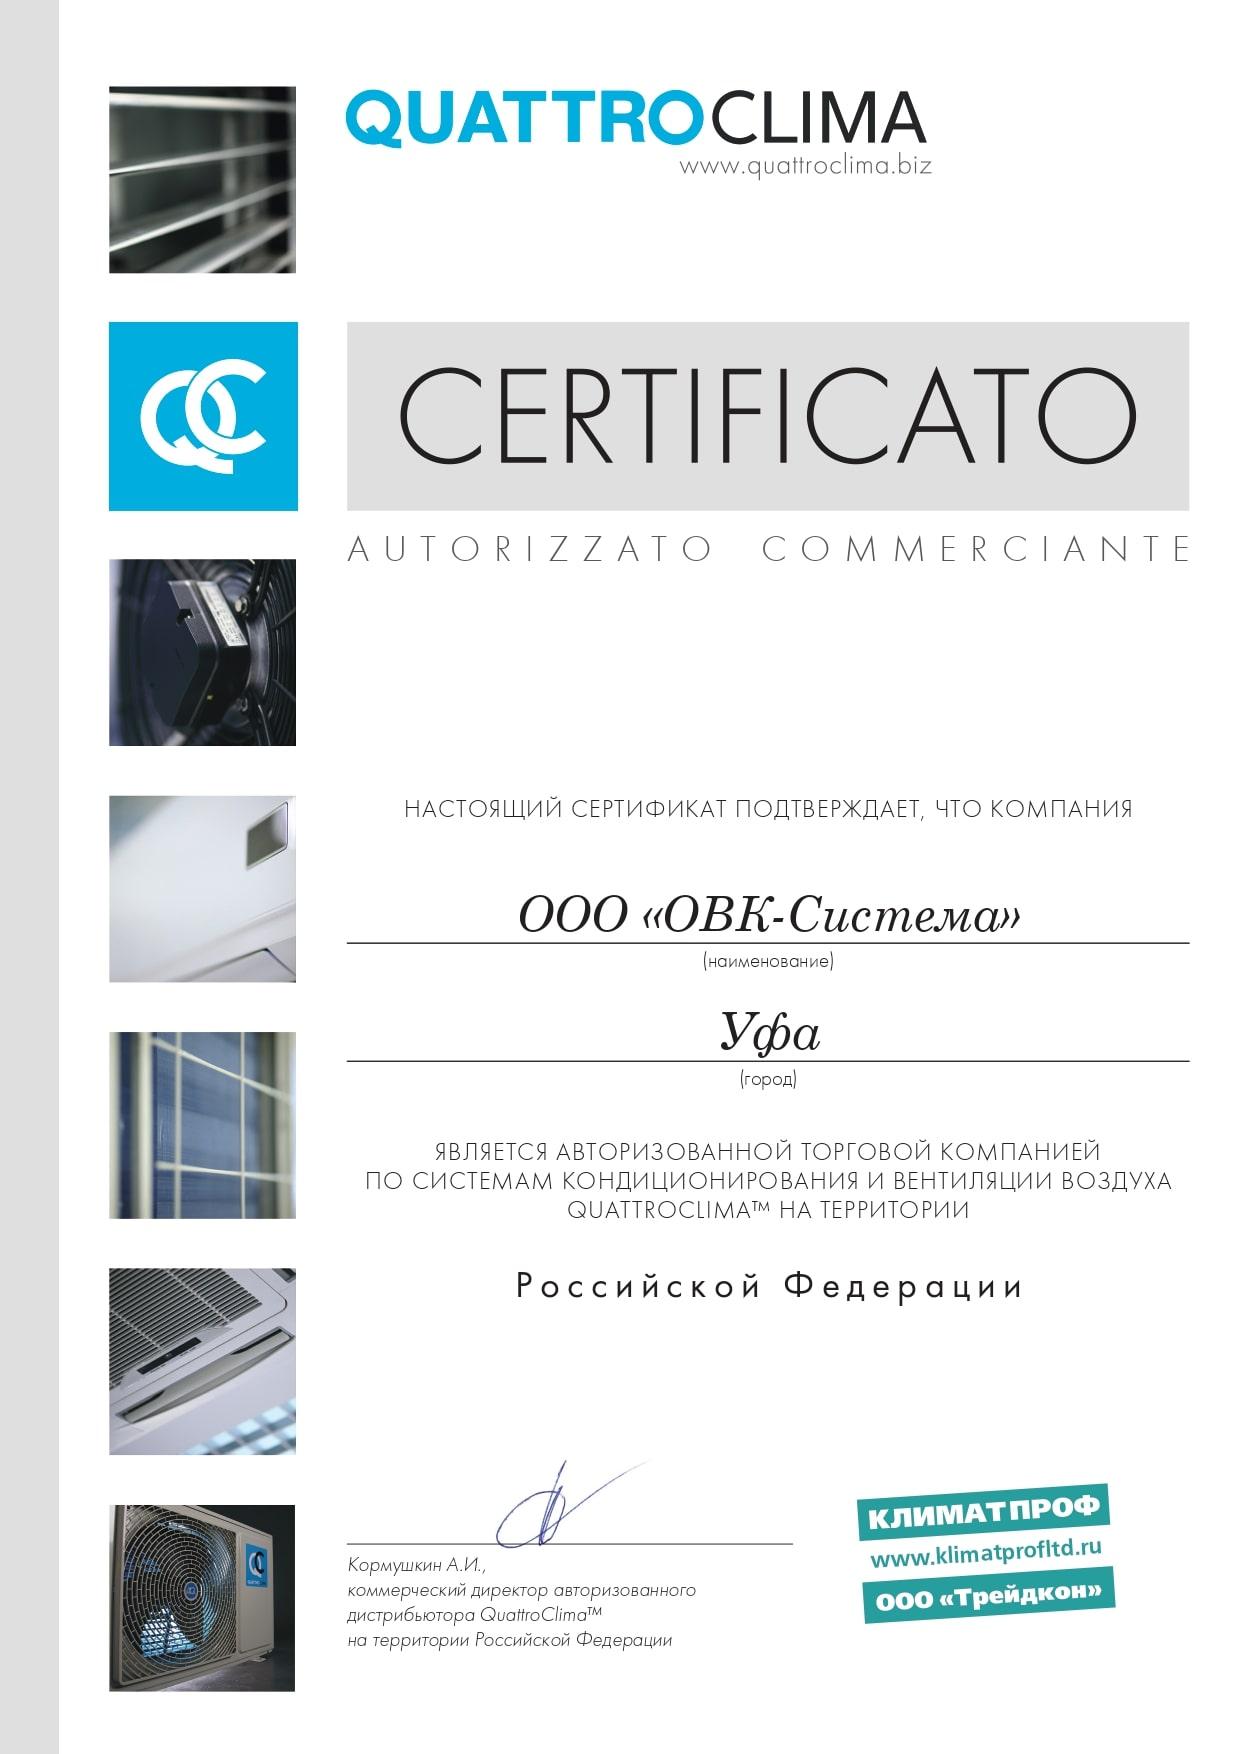 QUATTROCLIMA
www.quattroclima.biz
QC
CERTIFICATO
AUTORIZZATO COMMERCIANTE
НАСТОЯЩИЙ СЕРТИФИКАТ ПОДТВЕРЖДАЕТ, ЧТО КОМПАНИЯ
ООО «ОВК-Система»
(наименование)
Уфа
(город)
ЯВЛЯЕТСЯ АВТОРИЗОВАННОЙ ТОРГОВОЙ КОМПАНИЕЙ
ПО СИСТЕМАМ КОНДИЦИОНИРОВАНИЯ И ВЕНТИЛЯЦИИ ВОЗДУХА
QUATTROCLIMA™ НА ТЕРРИТОРИИ
Российской Федерации
Кормушкин А.И.,
коммерческий директор авторизованного
дистрибьютора QuattroClima™
на территории Российской Федерации
КЛИМАТПРОФ
www.klimatprofltd.ru
ООО «Трейдкон»